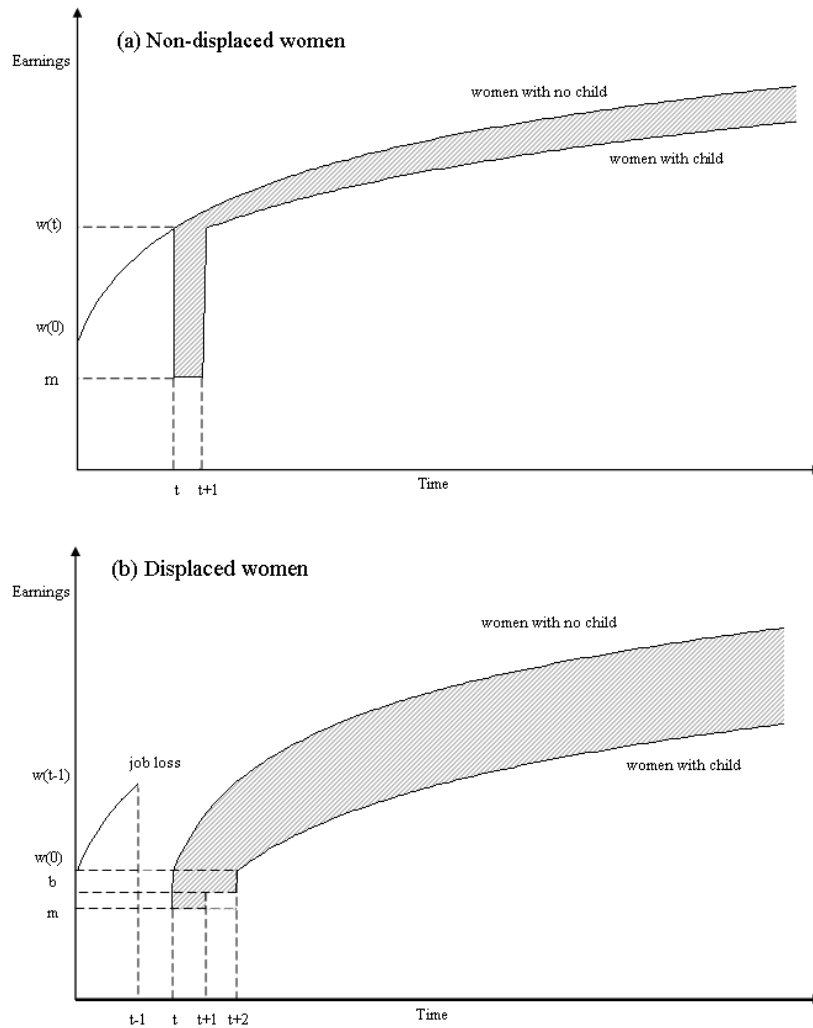 (a) Non-displaced women
Earnings
women with no child
women with child
w(t)
w(0)
m
t
t+1
Time
(b) Displaced women
Earnings
women with no child
job loss
w(t-1)
women with child
w(0)
b
m
t-1
t
t+1
t+2
Time